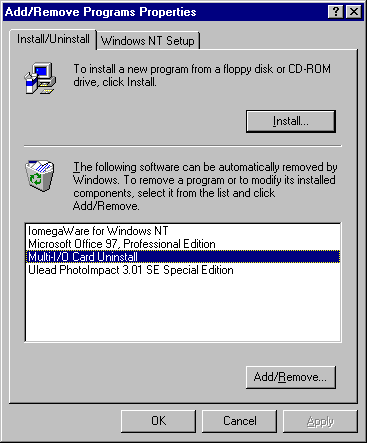 Add/Remove Programs Properties
Install/Uninstall
Windows NT Setup
To install a new program from a floppy disk or CD-ROM
drive, click Install.
Install...
The following software can be automatically removed by
Windows. To remove a program or to modify its installed
components, select it from the list and click
Add/Remove.
IomegaWare for Windows NT
Microsoft Office 97, Professional Edition
Multi-I/O Card Uninstall
Ulead PhotoImpact 3.01 SE Special Edition
Add/Remove...
OK
Cancel
Apply